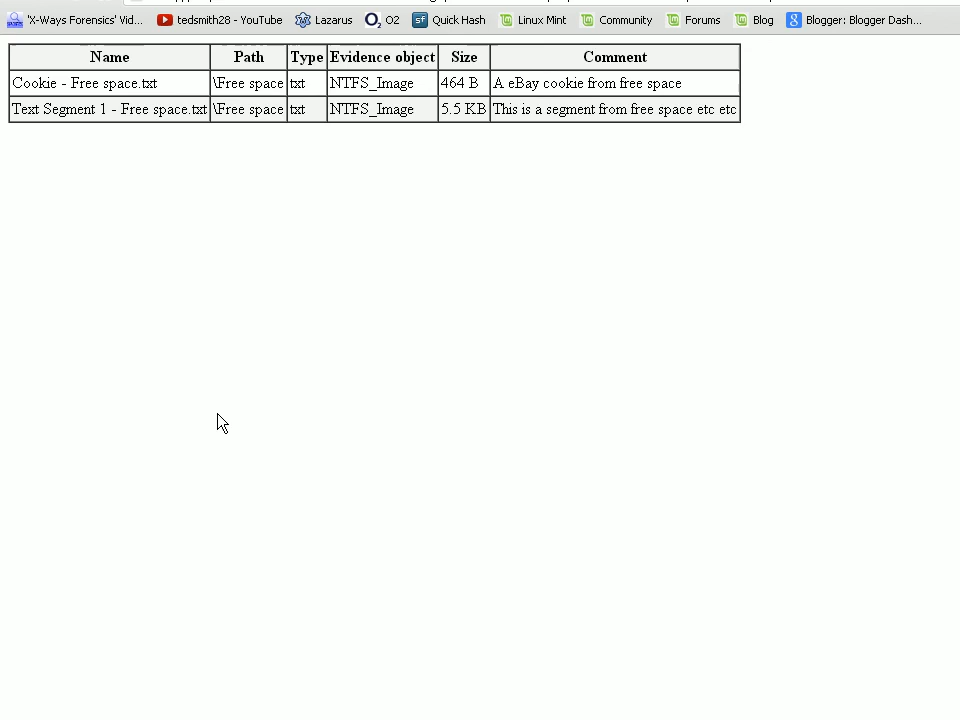 'X-Ways Forensics' Vid... tedsmith28 - YouTube Lazarus O2 O2 sf Quick Hash Linux Mint Community Forums Blog 8 Blogger: Blogger Dash...
Name Path Type Evidence object Size Comment
Cookie - Free space.txt \Free space txt NTFS_Image 464 B A eBay cookie from free space
Text Segment 1 - Free space.txt \Free space txt NTFS_Image 5.5 KB This is a segment from free space etc etc